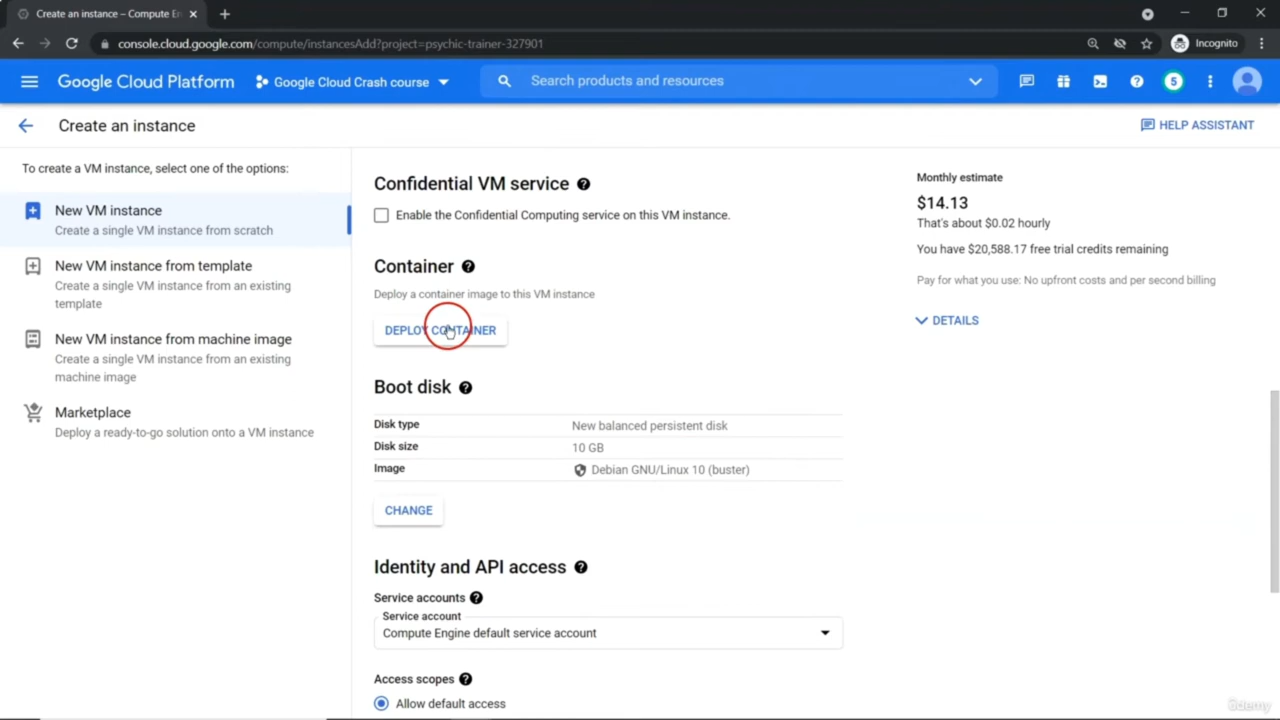 Create an instance – Compute En
console.cloud.google.com/compute/instancesAdd?project=psychic-trainer-327901
Incognito
Google Cloud Platform
Google Cloud Crash course
Search products and resources
5
Create an instance
HELP ASSISTANT
To create a VM instance, select one of the options:
New VM instance
Create a single VM instance from scratch
New VM instance from template
Create a single VM instance from an existing
template
New VM instance from machine image
Create a single VM instance from an existing
machine image
Marketplace
Deploy a ready-to-go solution onto a VM instance
Confidential VM service
Enable the Confidential Computing service on this VM instance.
Container
Deploy a container image to this VM instance
DEPLOY CONTAINER
Boot disk
Disk type New balanced persistent disk
Disk size 10 GB
Image Debian GNU/Linux 10 (buster)
CHANGE
Identity and API access
Service accounts
Service account
Compute Engine default service account
Access scopes
Allow default access
Monthly estimate
$14.13
That's about $0.02 hourly
You have $20,588.17 free trial credits remaining
Pay for what you use: No upfront costs and per second billing
DETAILS
ûdemy